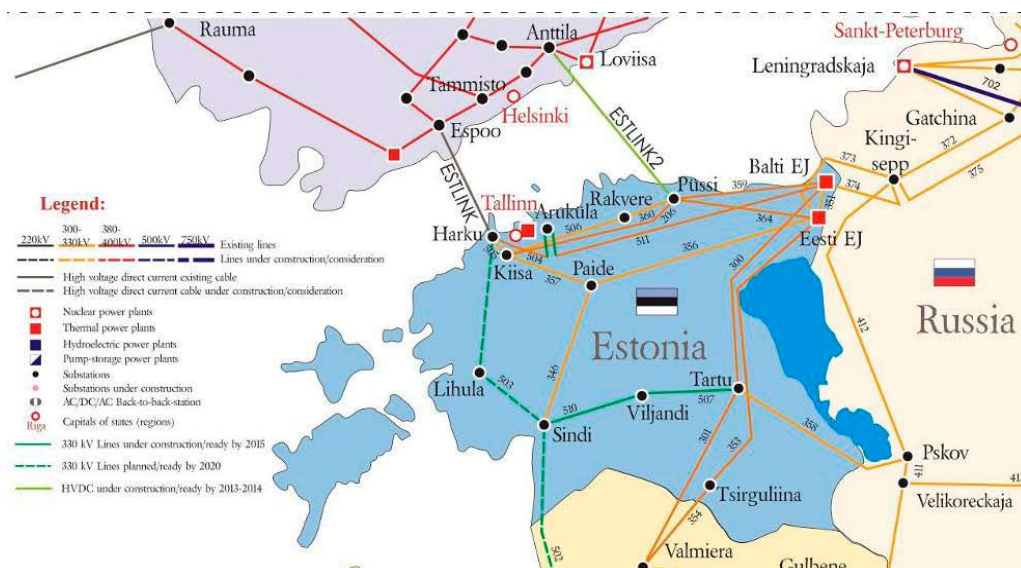 Rauma
Anttila
Sankt-Peterburg
Loviisa
Leningradskaja
Tammisto
702
Helsinki
Gatchina
Espoo
ESTLINK
ESTLINK2
Kingi-
sepp
372
373
374
375
Balti EJ
351
Tallinn
Aruküla
Rakvere
Püssi
359
360
206
364
Eesti EJ
Harku
506
504
511
Kiisa
357
356
Paide
300
412
Estonia
Russia
Legend:
220kV
300-
330kV
380-
400kV
500kV
750kV
Existing lines
Lines under construction/consideration
High voltage direct current existing cable
High voltage direct current cable under construction/consideration
Nuclear power plants
Thermal power plants
Hydroelectric power plants
Pump-storage power plants
Substations
Substations under construction
AC/DC/AC Back-to-back-station
Riga
Capitals of states (regions)
330 kV Lines under construction/ready by 2015
330 kV Lines planned/ready by 2020
HVDC under construction/ready by 2013-2014
Lihula
503
346
Tartu
507
510
Viljandi
Sindi
301
353
358
Pskov
411
Tsirguliina
354
Velikoreckaja
502
Valmiera
Gulbene